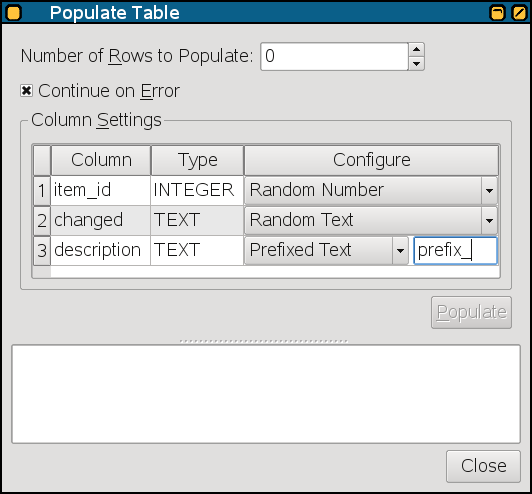 Populate Table
Number of Rows to Populate: 0
Continue on Error
Column Settings
Column Type Configure
1 item_id INTEGER Random Number
2 changed TEXT Random Text
3 description TEXT Prefixed Text prefix_
Populate
Close